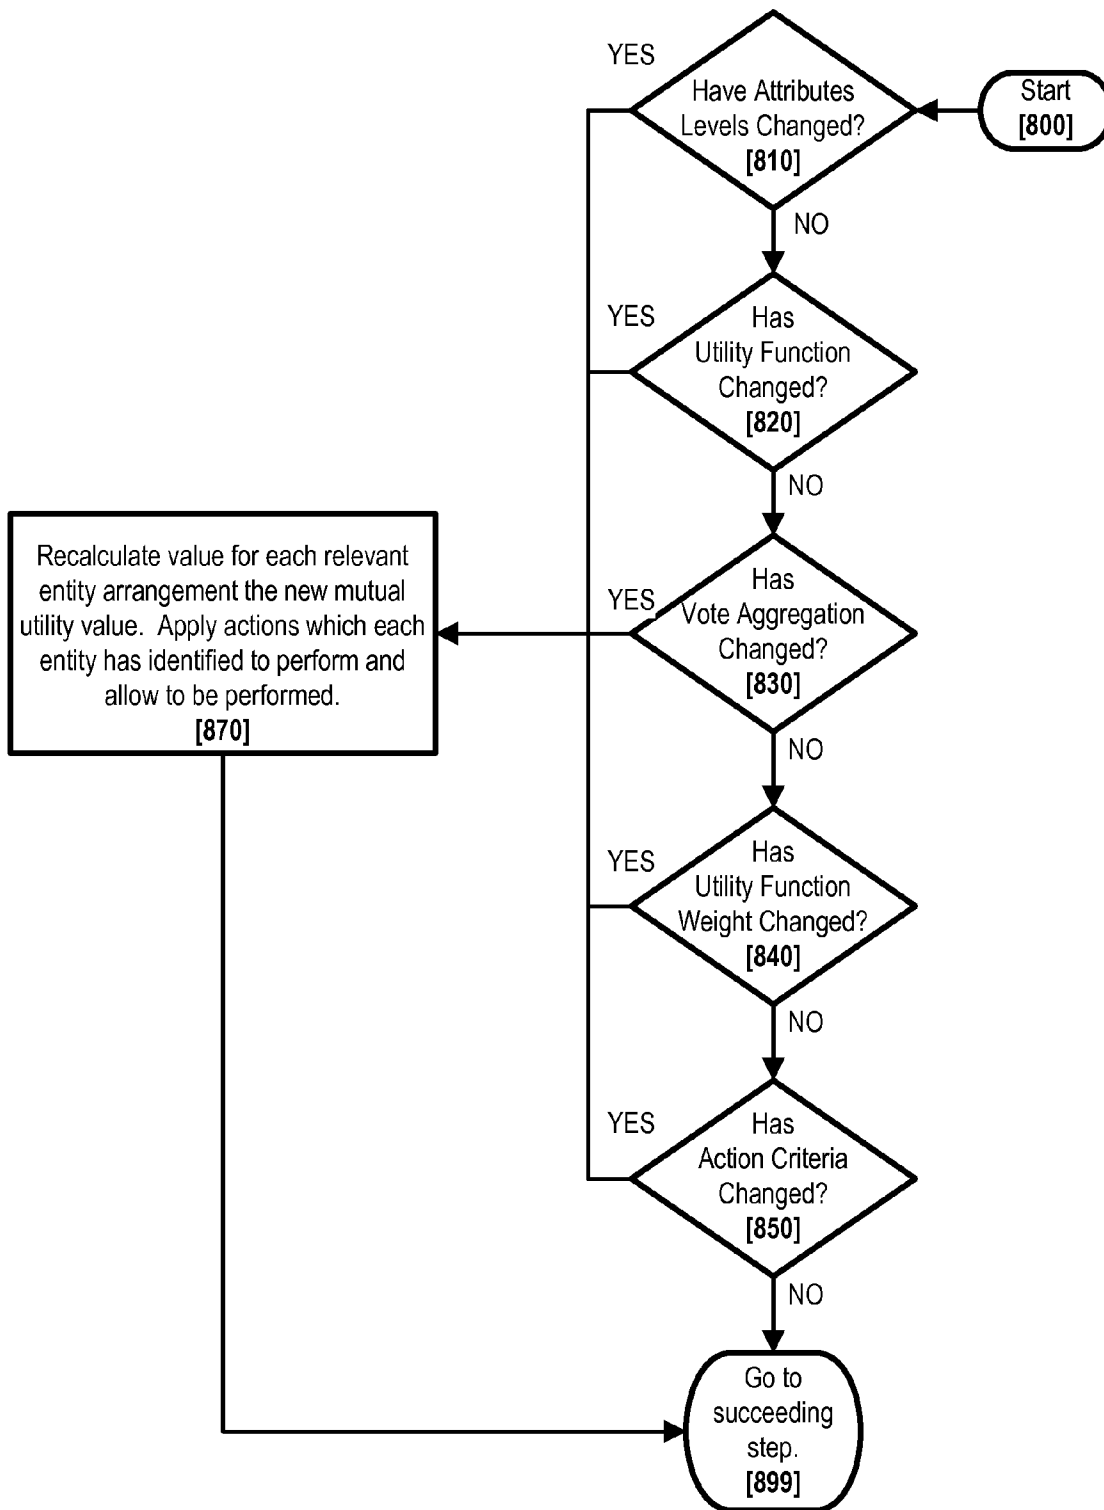 YES
Have Attributes
Levels Changed?
[810]
Start
[800]
NO
YES
Has
Utility Function
Changed?
[820]
NO
YES
Has
Vote Aggregation
Changed?
[830]
Recalculate value for each relevant
entity arrangement the new mutual
utility value.  Apply actions which each
entity has identified to perform and
allow to be performed.
[870]
NO
YES
Has
Utility Function
Weight Changed?
[840]
NO
YES
Has
Action Criteria
Changed?
[850]
NO
Go to
succeeding
step.
[899]